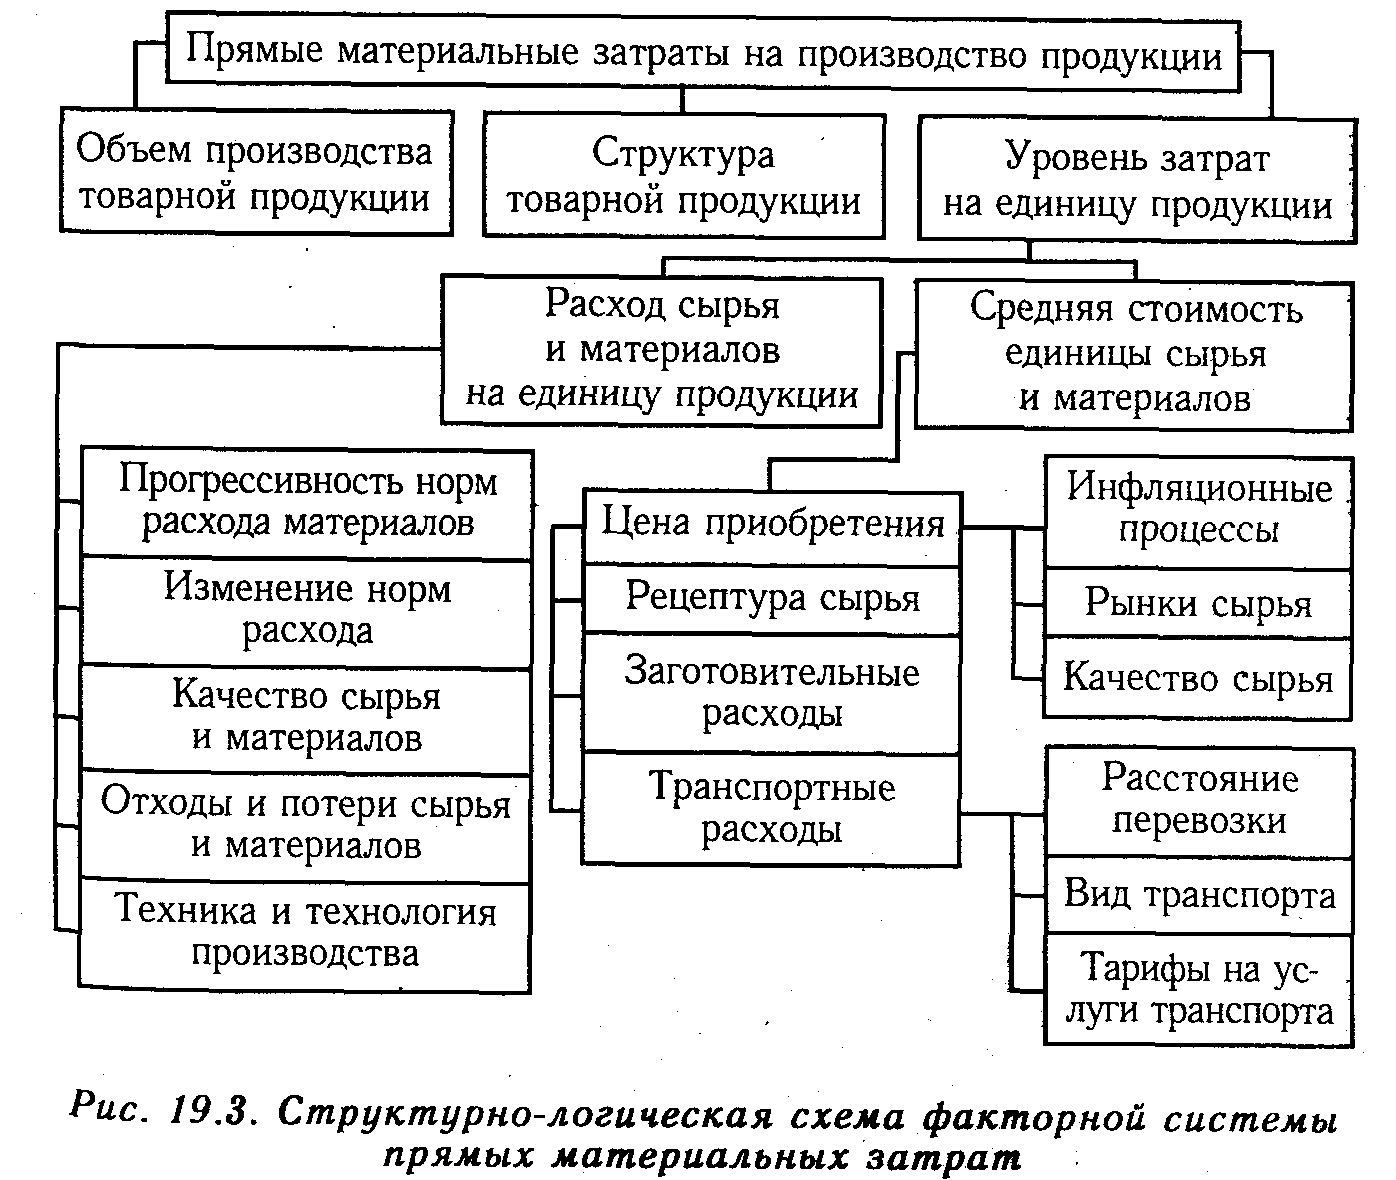 Прямые материальные затраты на производство продукции
Объем производства
товарной продукции
Структура
товарной продукции
Уровень затрат
на единицу продукции
Расход сырья
и материалов
на единицу продукции
Средняя стоимость
единицы сырья
и материалов
Прогрессивность норм
расхода материалов
Изменение норм
расхода
Качество сырья
и материалов
Отходы и потери сырья
и материалов
Техника и технология
производства
Цена приобретения
Рецептура сырья
Заготовительные
расходы
Транспортные
расходы
Инфляционные
процессы
Рынки сырья
Качество сырья
Расстояние
перевозки
Вид транспорта
Тарифы на ус-
луги транспорта
Рис. 19.3. Структурно-логическая схема факторной системы
прямых материальных затрат